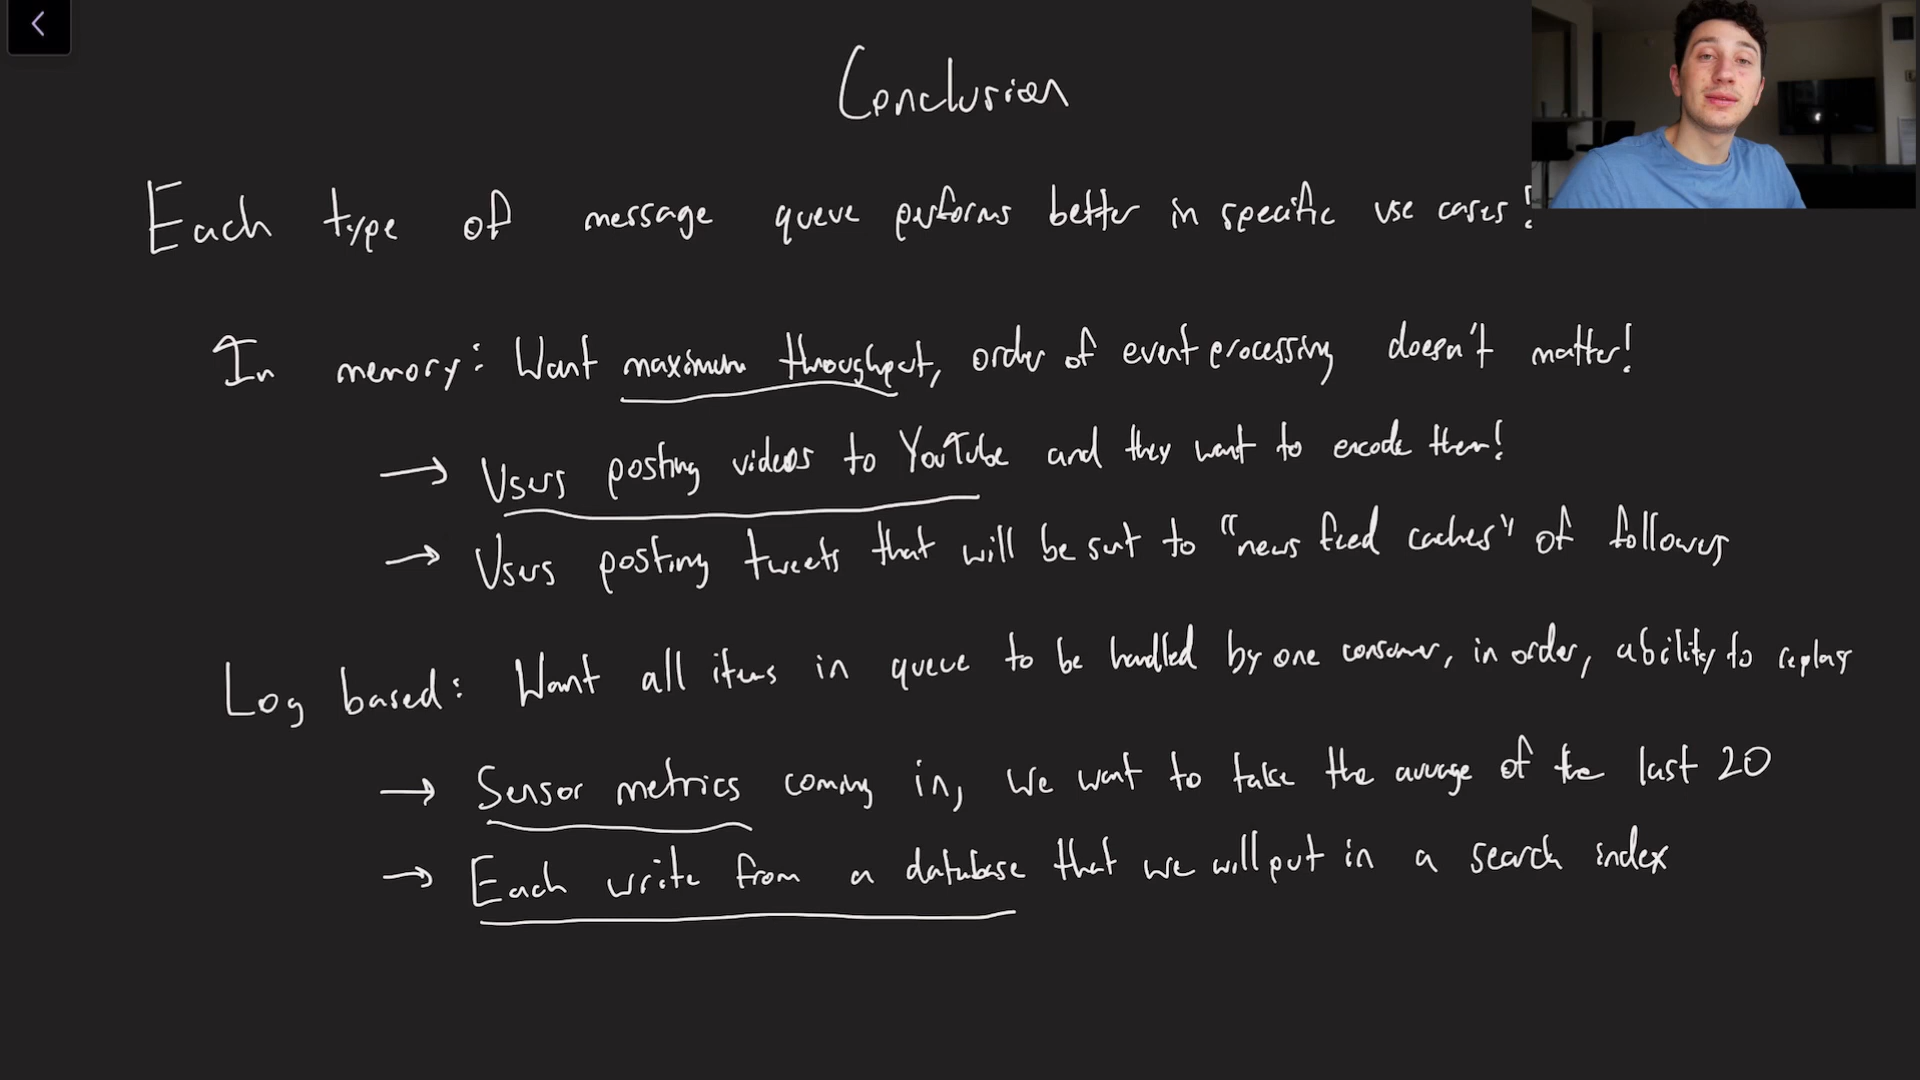 Conclusion
Each type of message queue performs better in specific use cases!
In memory: Want maximum throughput, order of event processing doesn't matter!
→ Users posting videos to YouTube and they want to encode them!
→ Users posting tweets that will be sent to "news feed caches" of followers
Log based: Want all items in queue to be handled by one consumer, in order, ability to replay
→ Sensor metrics coming in, we want to take the average of the last 20
→ Each write from a database that we will put in a search index